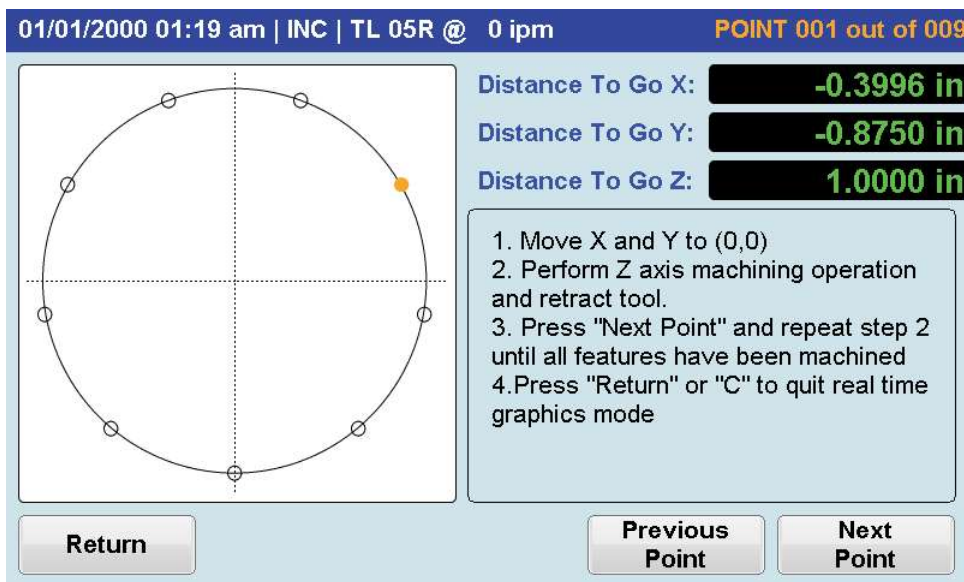 01/01/2000 01:19 am | INC | TL 05R @ 0 ipm POINT 001 out of 009
Distance To Go X: -0.3996 in
Distance To Go Y: -0.8750 in
Distance To Go Z: 1.0000 in
1. Move X and Y to (0,0)
2. Perform Z axis machining operation
and retract tool.
3. Press "Next Point" and repeat step 2
until all features have been machined
4.Press "Return" or "C" to quit real time
graphics mode
Return
Previous
Point
Next
Point